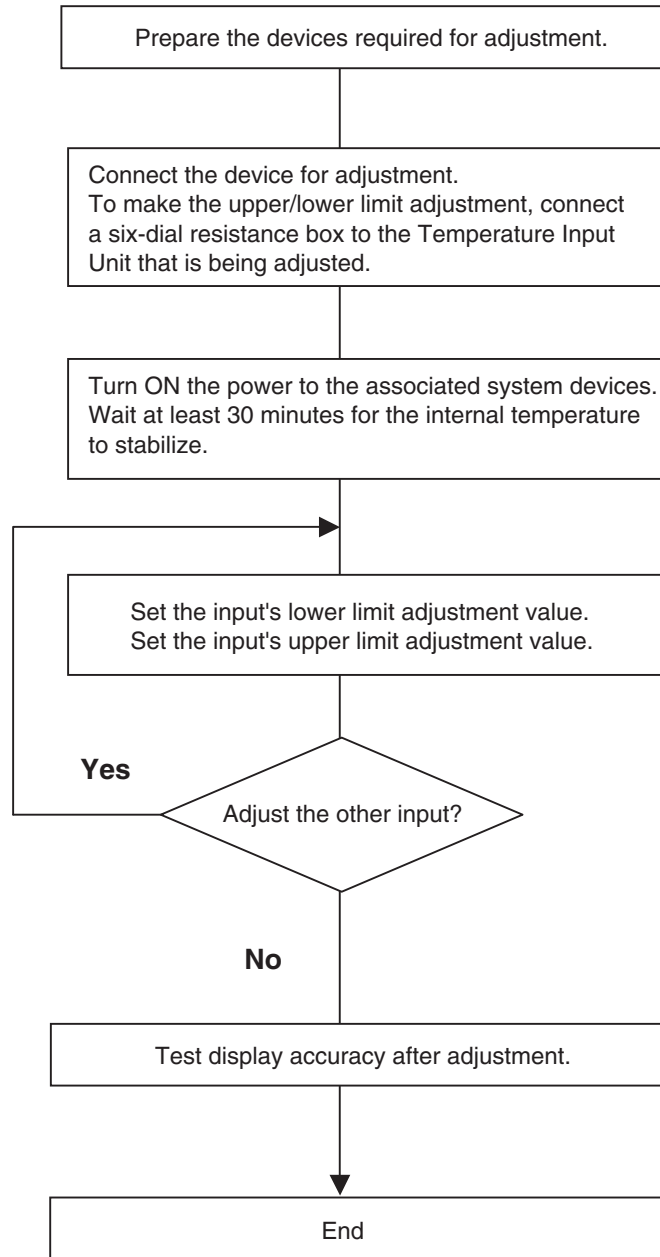 Prepare the devices required for adjustment.
Connect the device for adjustment.
To make the upper/lower limit adjustment, connect
a six-dial resistance box to the Temperature Input
Unit that is being adjusted.
Turn ON the power to the associated system devices.
Wait at least 30 minutes for the internal temperature
to stabilize.
Set the input's lower limit adjustment value.
Set the input's upper limit adjustment value.
Yes
Adjust the other input?
No
Test display accuracy after adjustment.
End